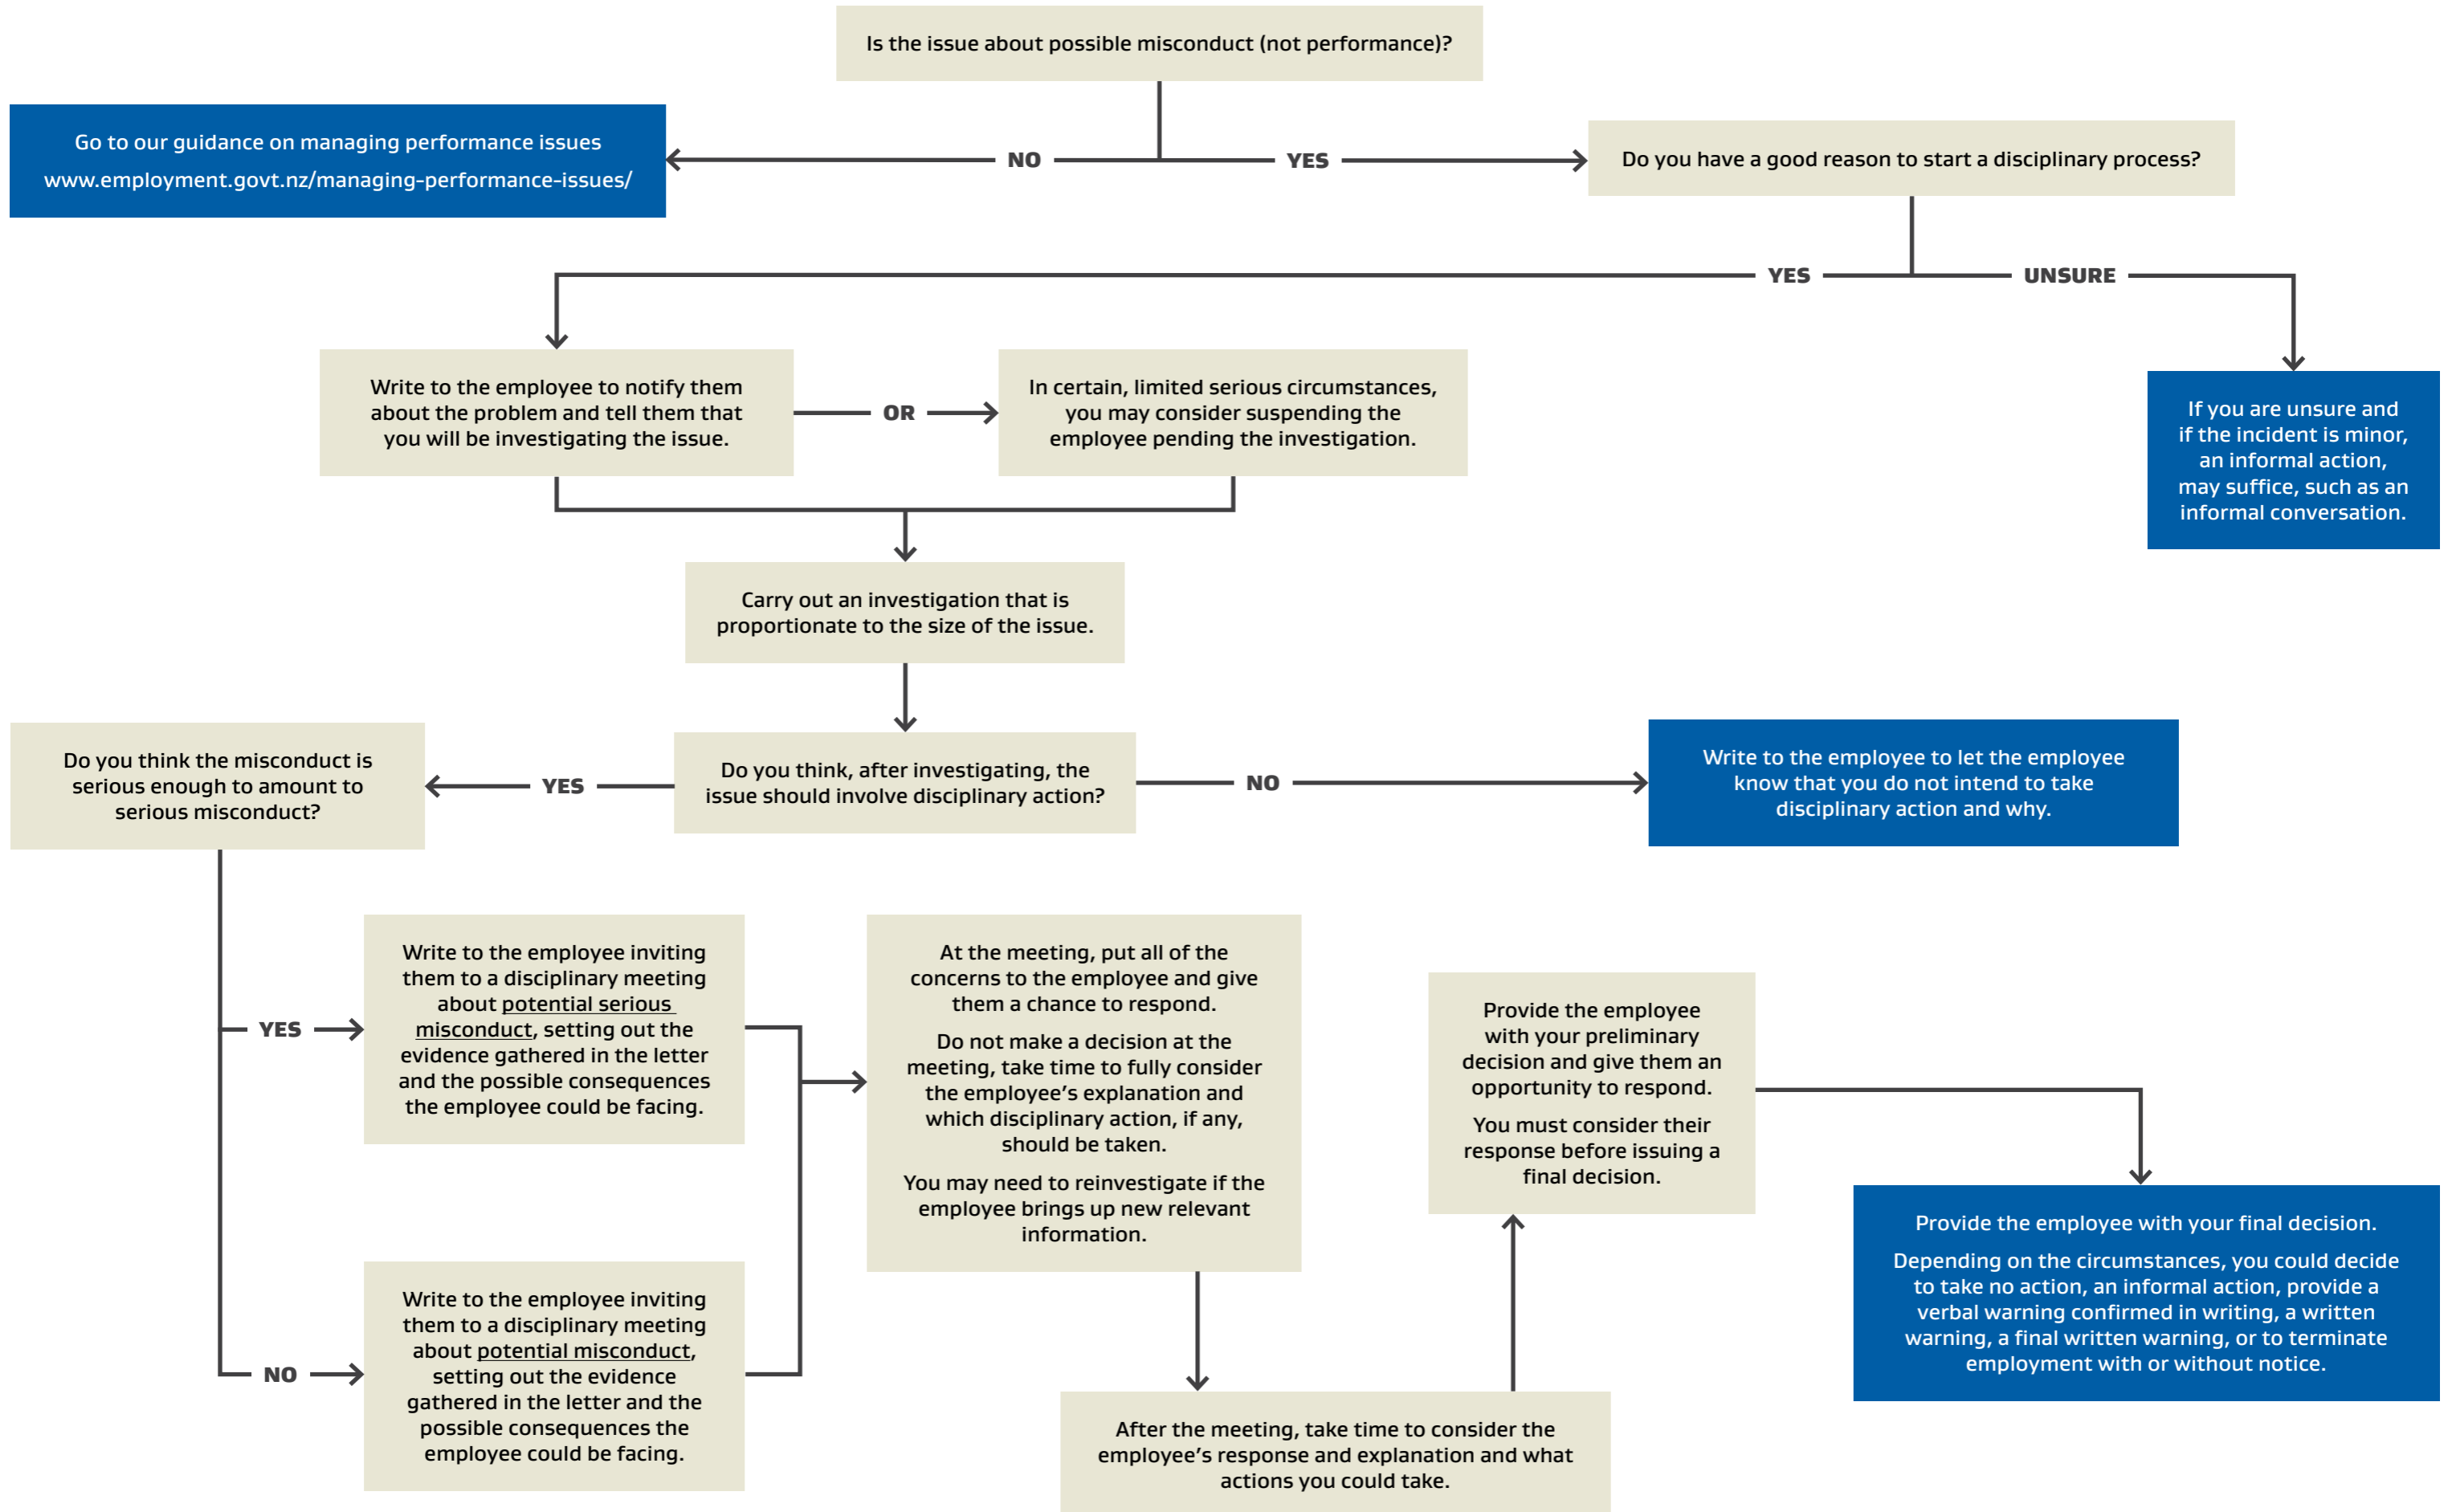 Is the issue about possible misconduct (not performance)?
Go to our guidance on managing performance issues
www.employment.govt.nz/managing-performance-issues/
NO
YES
Do you have a good reason to start a disciplinary process?
YES
UNSURE
Write to the employee to notify them
about the problem and tell them that
you will be investigating the issue.
OR
In certain, limited serious circumstances,
you may consider suspending the
employee pending the investigation.
If you are unsure and
if the incident is minor,
an informal action,
may suffice, such as an
informal conversation.
Carry out an investigation that is
proportionate to the size of the issue.
Do you think the misconduct is
serious enough to amount to
serious misconduct?
YES
Do you think, after investigating, the
issue should involve disciplinary action?
NO
Write to the employee to let the employee
know that you do not intend to take
disciplinary action and why.
YES
Write to the employee inviting
them to a disciplinary meeting
about potential serious
misconduct, setting out the
evidence gathered in the letter
and the possible consequences
the employee could be facing.
NO
Write to the employee inviting
them to a disciplinary meeting
about potential misconduct,
setting out the evidence
gathered in the letter and the
possible consequences the
employee could be facing.
At the meeting, put all of the
concerns to the employee and give
them a chance to respond.
Do not make a decision at the
meeting, take time to fully consider
the employee’s explanation and
which disciplinary action, if any,
should be taken.
You may need to reinvestigate if the
employee brings up new relevant
information.
After the meeting, take time to consider the
employee’s response and explanation and what
actions you could take.
Provide the employee
with your preliminary
decision and give them an
opportunity to respond.
You must consider their
response before issuing a
final decision.
Provide the employee with your final decision.
Depending on the circumstances, you could decide
to take no action, an informal action, provide a
verbal warning confirmed in writing, a written
warning, a final written warning, or to terminate
employment with or without notice.